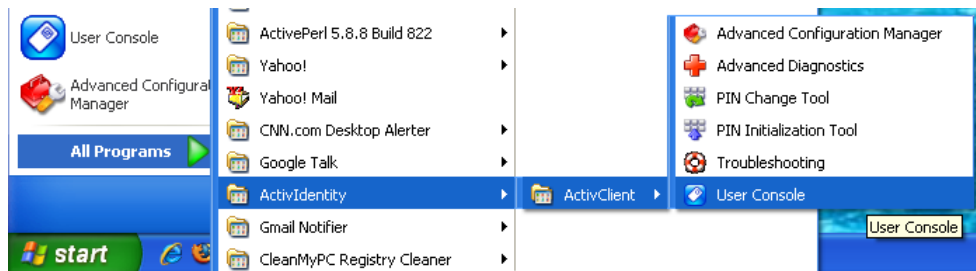 User Console
Advanced Configurat
Manager
All Programs
start
ActivePerl 5.8.8 Build 822
Yahoo!
Yahoo! Mail
CNN.com Desktop Alerter
Google Talk
ActivIdentity
Gmail Notifier
CleanMyPC Registry Cleaner
ActivClient
Advanced Configuration Manager
Advanced Diagnostics
PIN Change Tool
PIN Initialization Tool
Troubleshooting
User Console
User Console